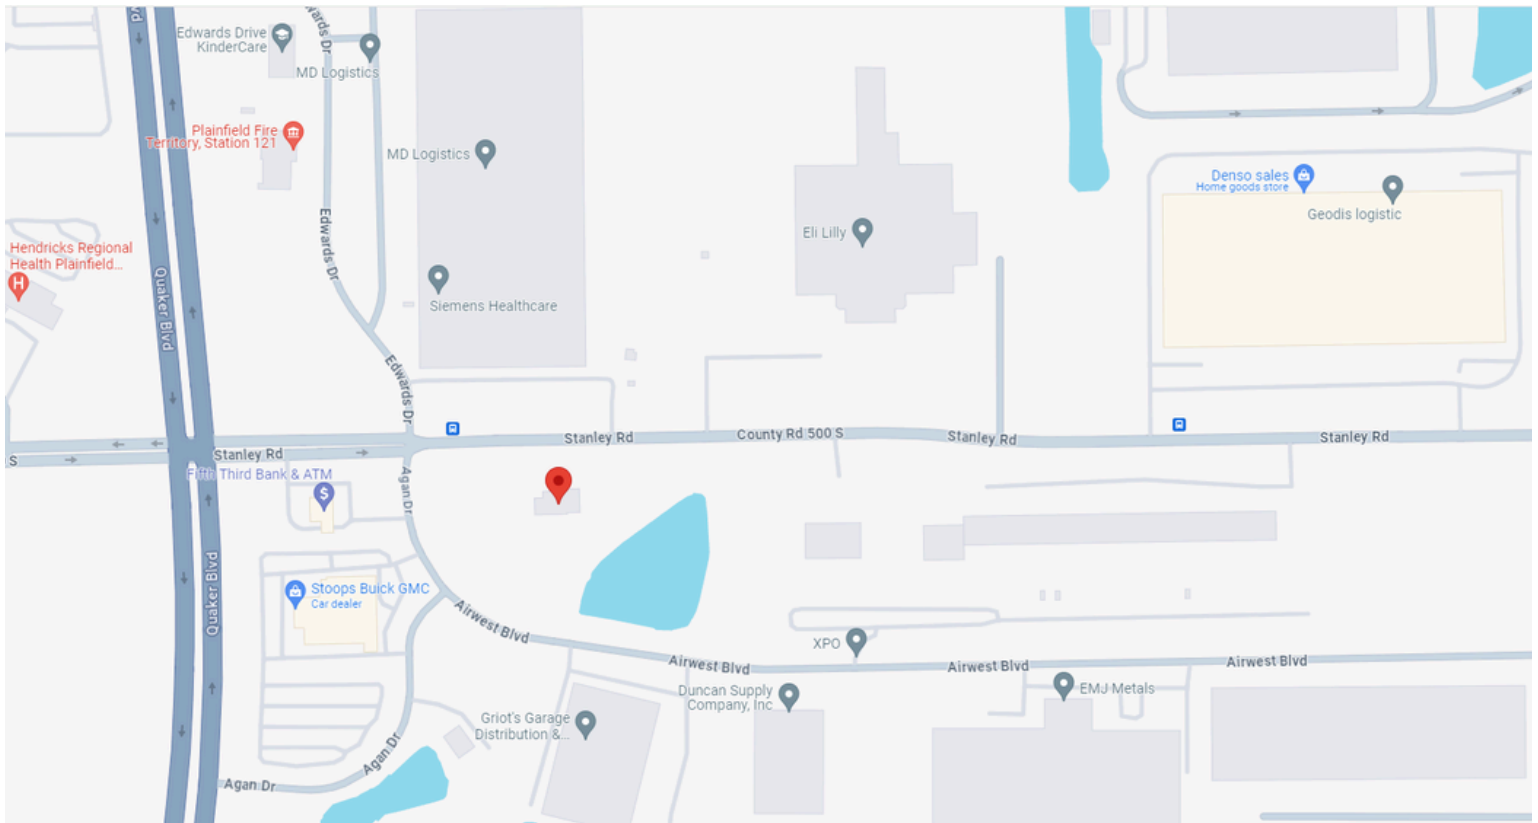 vd
Edwards Drive
KinderCare
wards Dr
MD Logistics
Plainfield Fire
Territory, Station 121
MD Logistics
Denso sales
Home goods store
Geodis logistic
Edwards Dr
Eli Lilly
Hendricks Regional
Health Plainfield...
H
Quaker Blvd
Siemens Healthcare
Edwards Dr
Stanley Rd
County Rd 500 S
Stanley Rd
Stanley Rd
S
Stanley Rd
Fifth Third Bank & ATM
$
Agan Dr
Quaker Blvd
Stoops Buick GMC
Car dealer
Airwest Blvd
XPO
Airwest Blvd
Airwest Blvd
Airwest Blvd
Duncan Supply
Company, Inc
EMJ Metals
Griot's Garage
Distribution &...
Agan Dr
Agan Dr